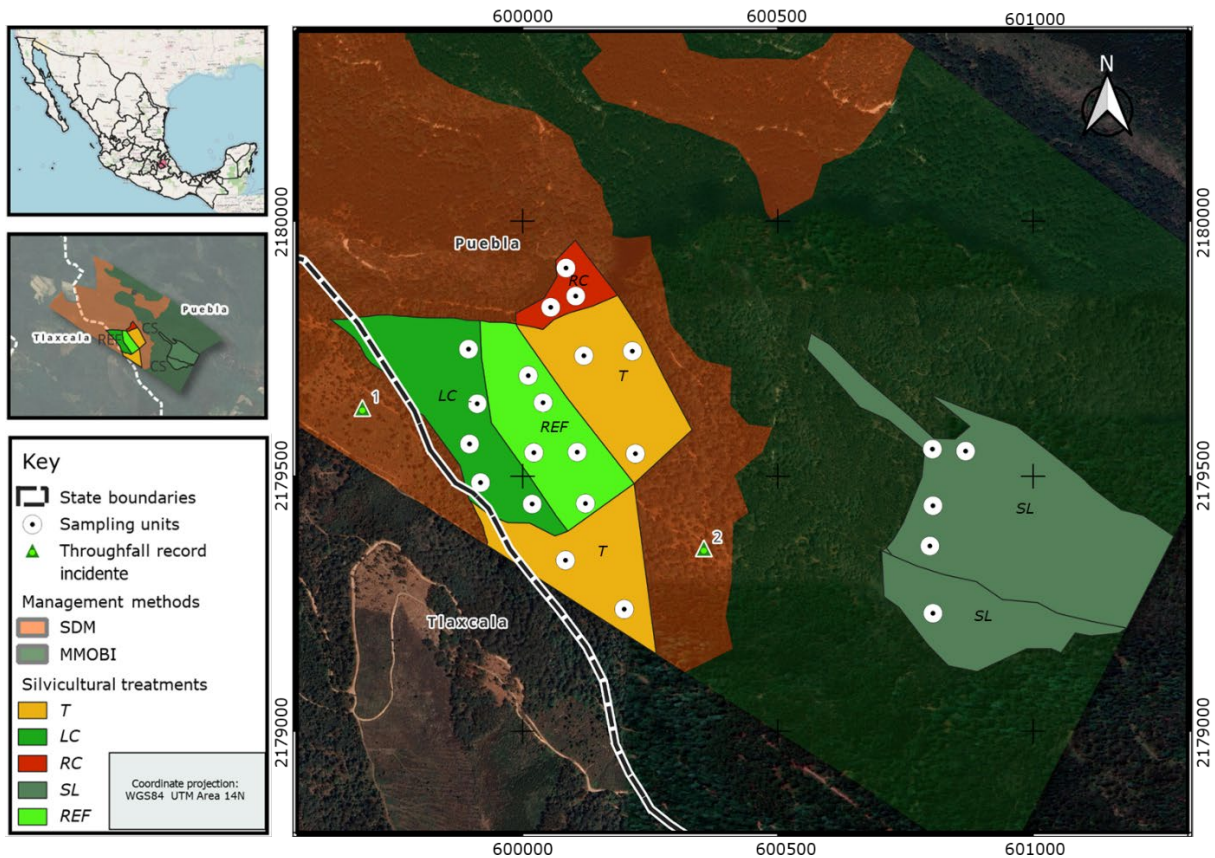 600000
600500
601000
N
2180000
2180000
Puebla
RC
T
LC
REF
1
2179500
2179500
SL
T
2
SL
Tlaxcala
2179000
2179000
600000
600500
601000
Puebla
Tlaxcala
CS
REF
CS
Key
State boundaries
Sampling units
Throughfall record
incidente
Management methods
SDM
MMOBI
Silvicultural treatments
T
LC
RC
SL
REF
Coordinate projection:
WGS84 UTM Area 14N